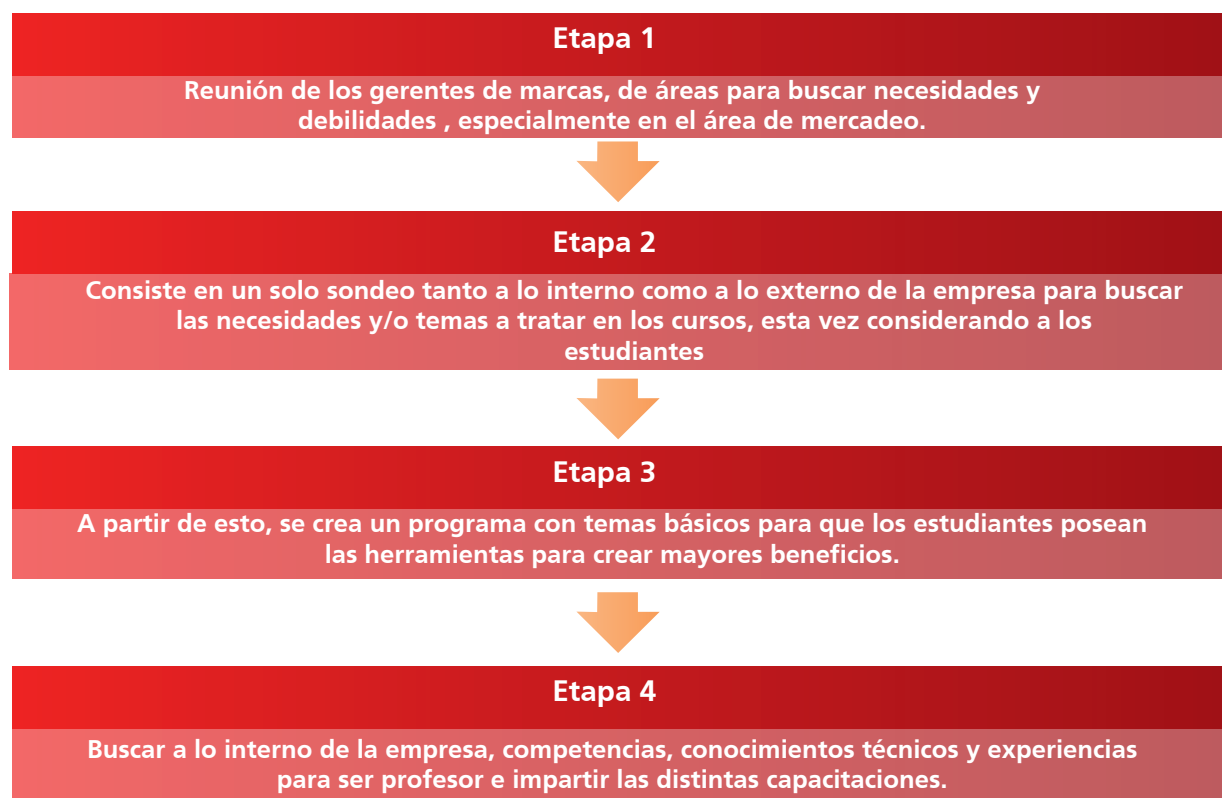 Etapa 1
Reunión de los gerentes de marcas, de áreas para buscar necesidades y
debilidades , especialmente en el área de mercadeo.
Etapa 2
Consiste en un solo sondeo tanto a lo interno como a lo externo de la empresa para buscar
las necesidades y/o temas a tratar en los cursos, esta vez considerando a los
estudiantes
Etapa 3
A partir de esto, se crea un programa con temas básicos para que los estudiantes posean
las herramientas para crear mayores beneficios.
Etapa 4
Buscar a lo interno de la empresa, competencias, conocimientos técnicos y experiencias
para ser profesor e impartir las distintas capacitaciones.